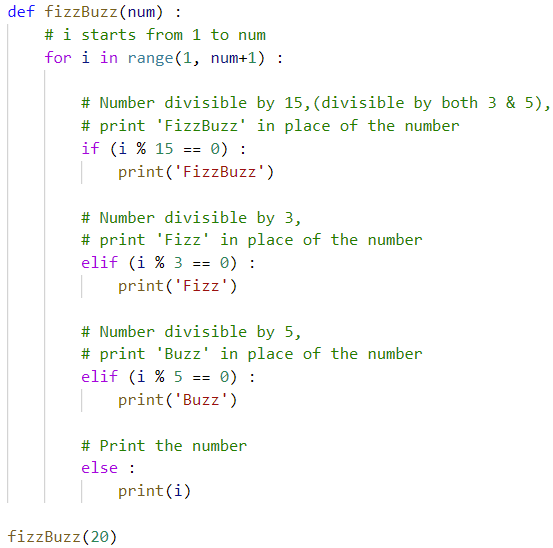 def fizzBuzz(num) :
    # i starts from 1 to num
    for i in range(1, num+1) :

        # Number divisible by 15,(divisible by both 3 & 5),
        # print 'FizzBuzz' in place of the number
        if (i % 15 == 0) :
            print('FizzBuzz')

        # Number divisible by 3,
        # print 'Fizz' in place of the number
        elif (i % 3 == 0) :
            print('Fizz')

        # Number divisible by 5,
        # print 'Buzz' in place of the number
        elif (i % 5 == 0) :
            print('Buzz')

        # Print the number
        else :
            print(i)

fizzBuzz(20)